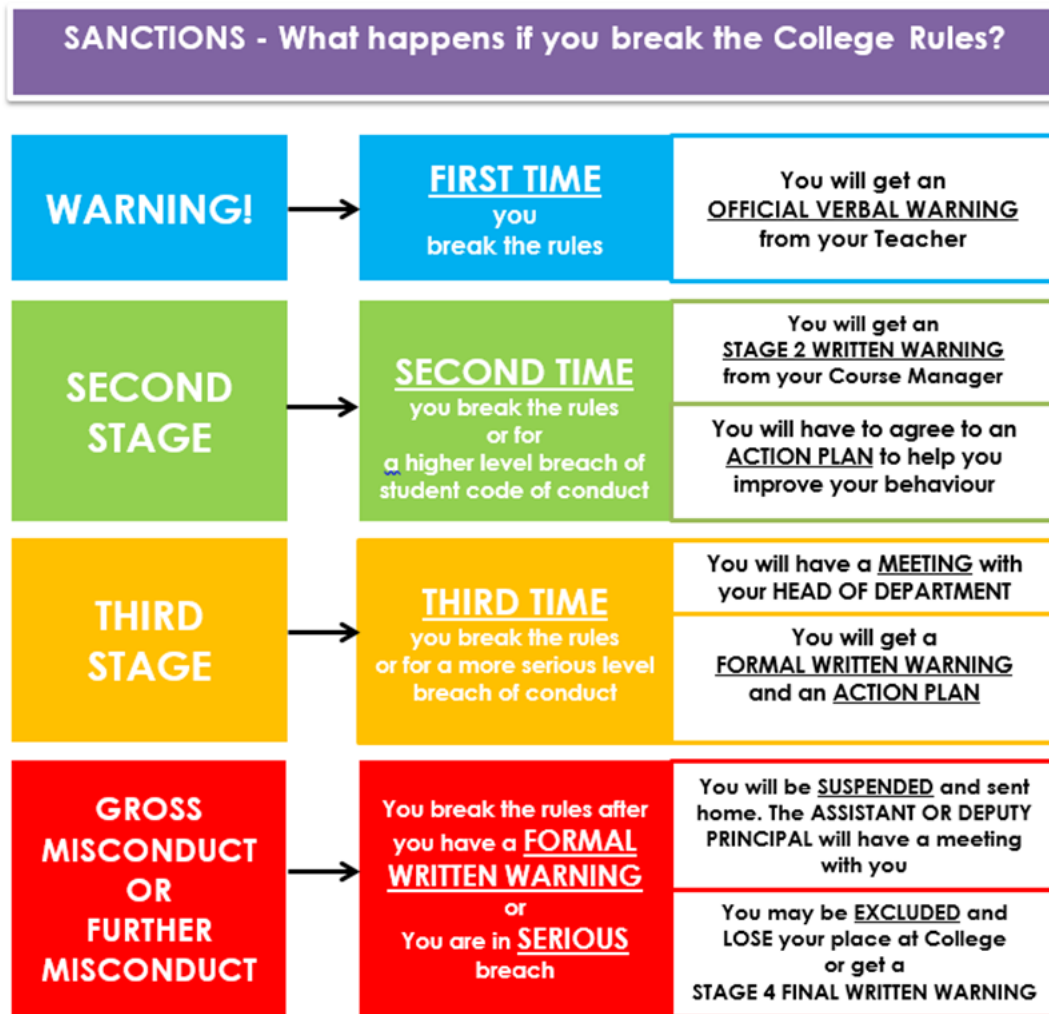 SANCTIONS - What happens if you break the College Rules?
WARNING!
FIRST TIME
you
break the rules
You will get an
OFFICIAL VERBAL WARNING
from your Teacher
SECOND
STAGE
SECOND TIME
you break the rules
or for
a higher level breach of
student code of conduct
You will get an
STAGE 2 WRITTEN WARNING
from your Course Manager
You will have to agree to an
ACTION PLAN to help you
improve your behaviour
THIRD
STAGE
THIRD TIME
you break the rules
or for a more serious level
breach of conduct
You will have a MEETING with
your HEAD OF DEPARTMENT
You will get a
FORMAL WRITTEN WARNING
and an ACTION PLAN
GROSS
MISCONDUCT
OR
FURTHER
MISCONDUCT
You break the rules after
you have a FORMAL
WRITTEN WARNING
or
You are in SERIOUS
breach
You will be SUSPENDED and sent
home. The ASSISTANT OR DEPUTY
PRINCIPAL will have a meeting
with you
You may be EXCLUDED and
LOSE your place at College
or get a
STAGE 4 FINAL WRITTEN WARNING